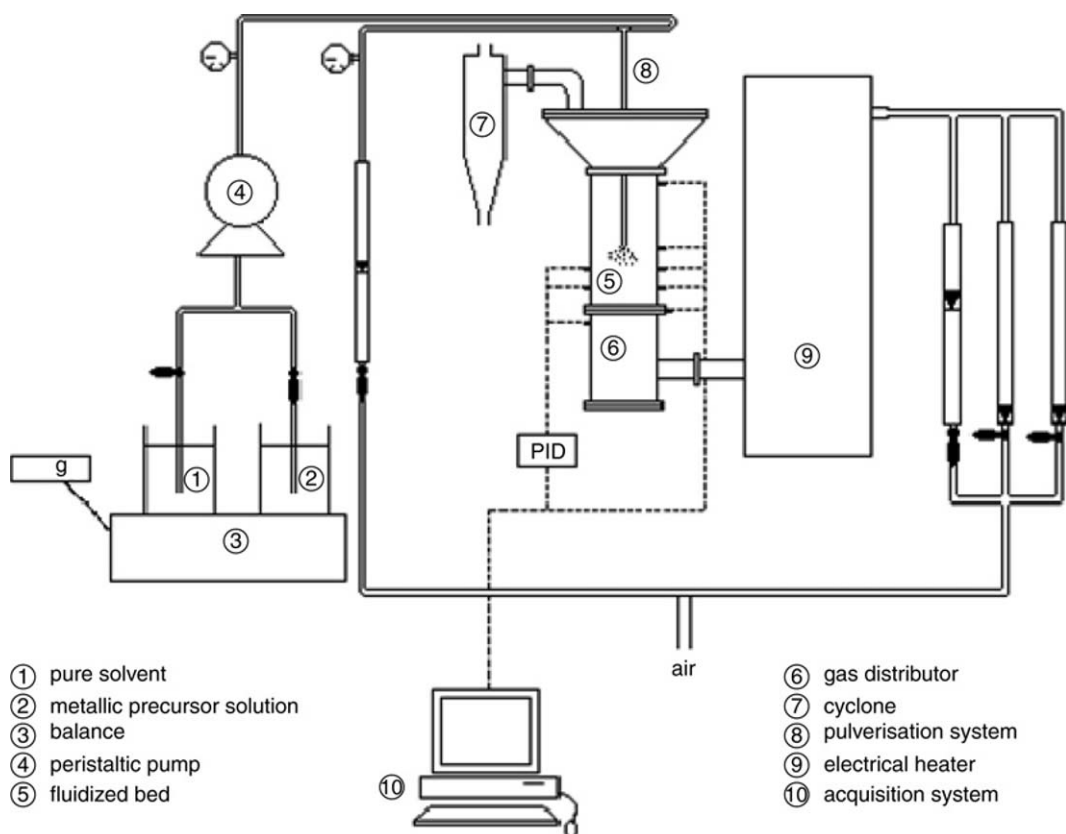 ⑧
⑦
④
⑤
⑥
⑨
PID
g
①
②
③
air
① pure solvent
② metallic precursor solution
③ balance
④ peristaltic pump
⑤ fluidized bed
⑩
⑥ gas distributor
⑦ cyclone
⑧ pulverisation system
⑨ electrical heater
⑩ acquisition system